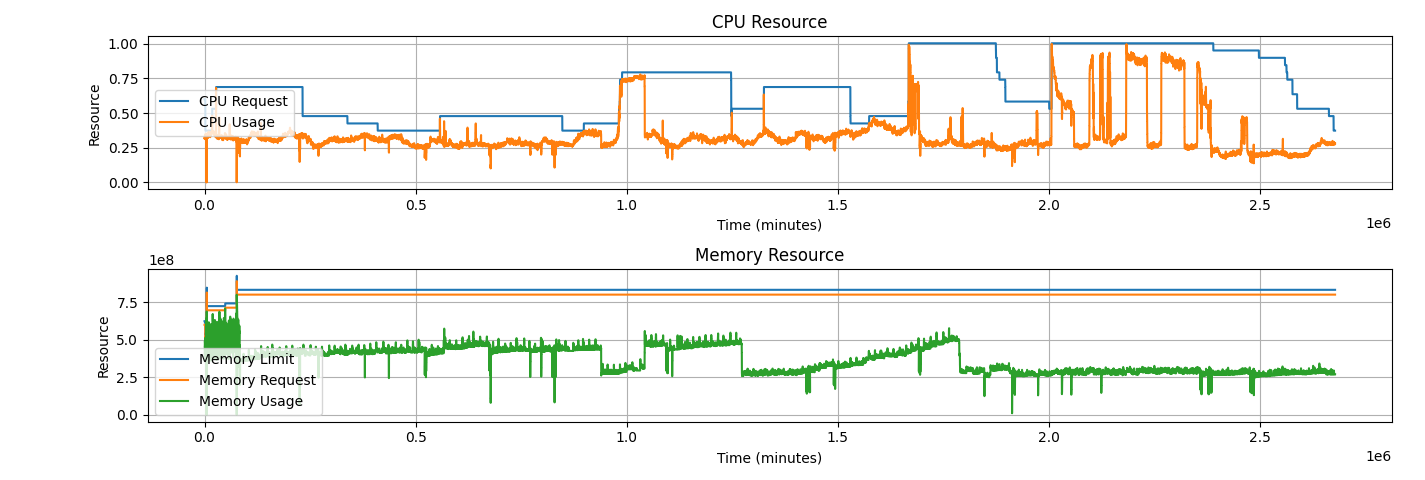 CPU Resource
1.00
0.75
0.50
0.25
0.00
Resource
CPU Request
CPU Usage
0.0 0.5 1.0 1.5 2.0 2.5
1e6
Time (minutes)
Memory Resource
1e8
7.5
5.0
2.5
0.0
Resource
Memory Limit
Memory Request
Memory Usage
0.0 0.5 1.0 1.5 2.0 2.5
1e6
Time (minutes)